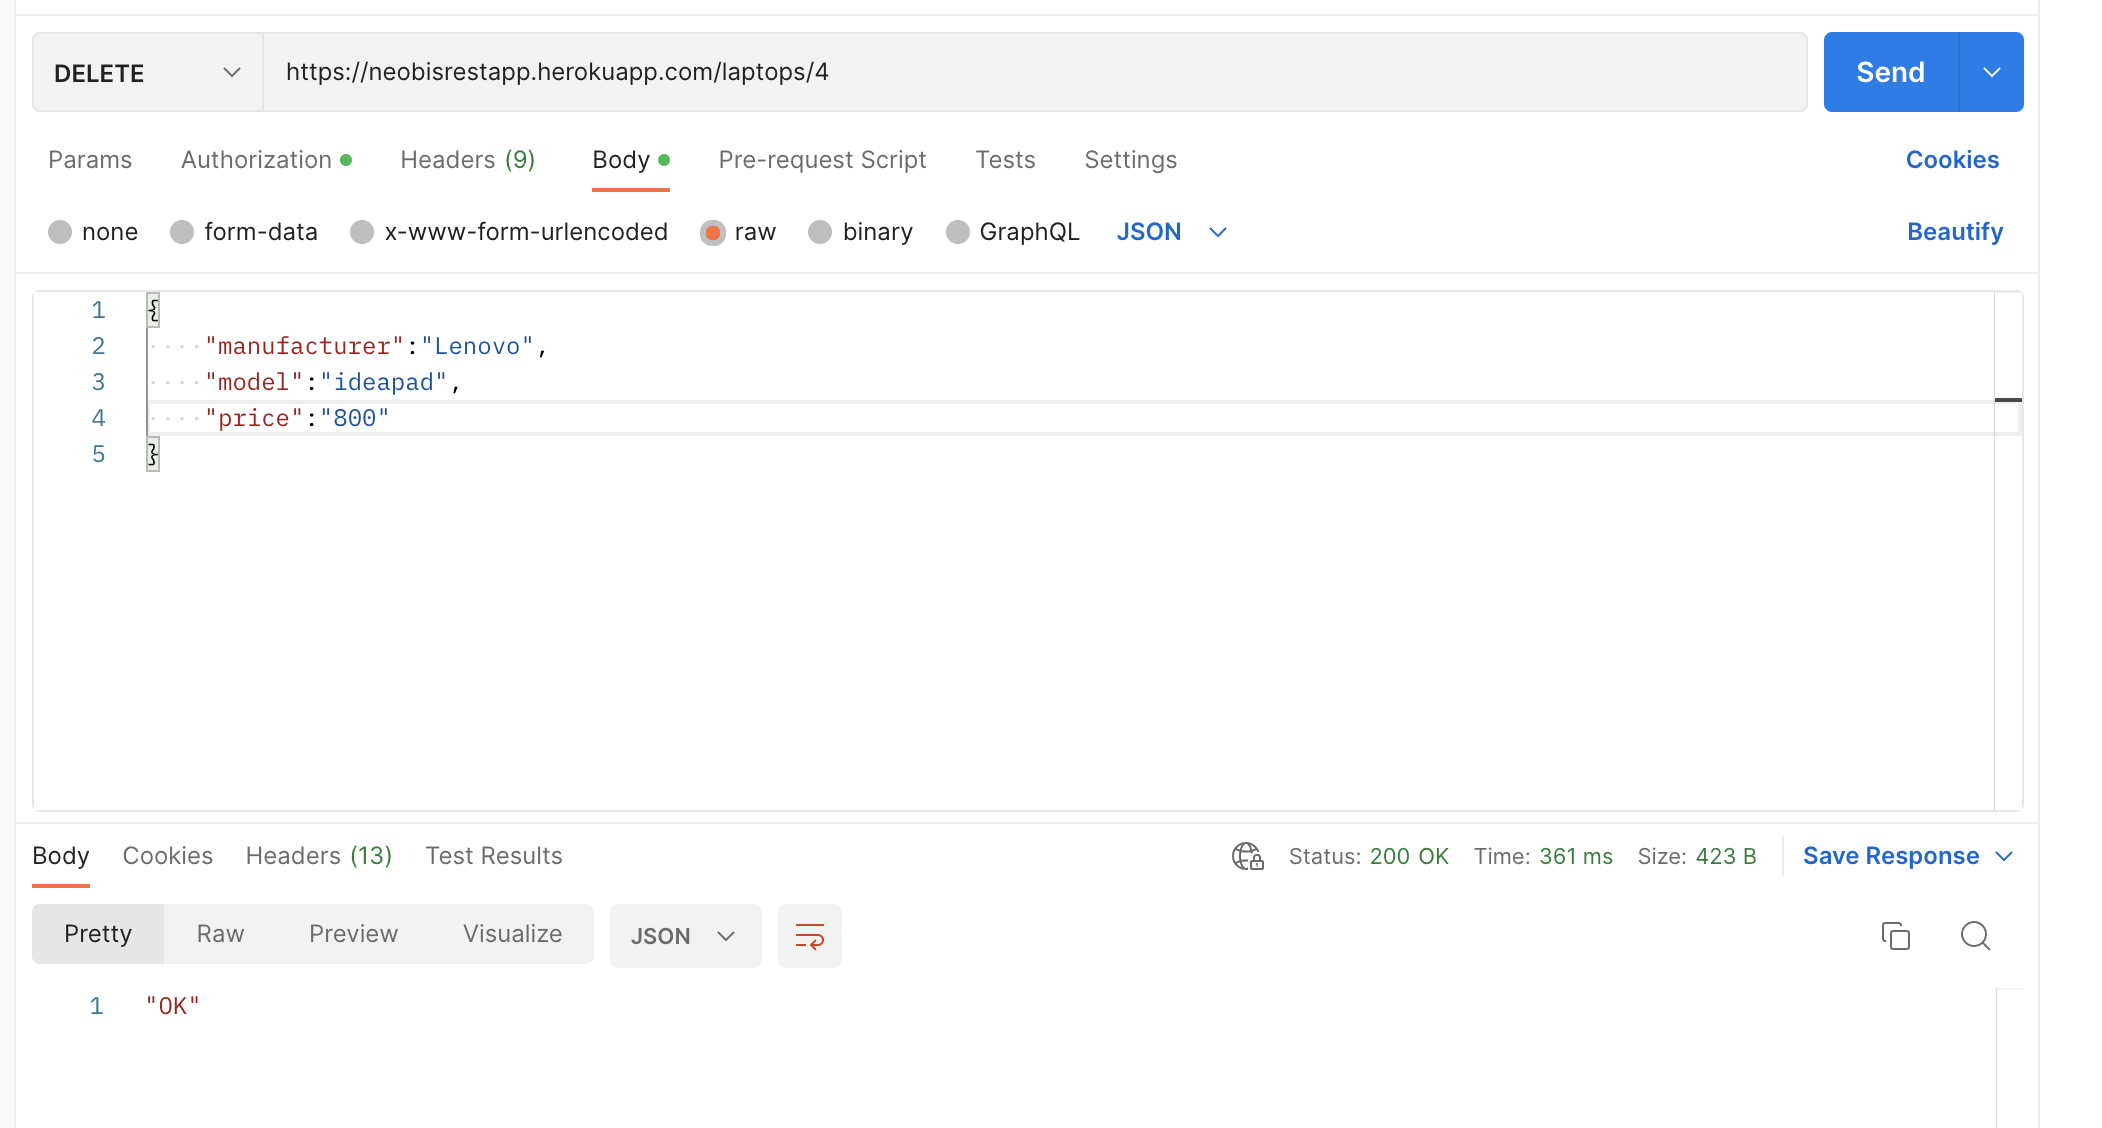 DELETE https://neobisrestapp.herokuapp.com/laptops/4 Send
Params Authorization Headers (9) Body Pre-request Script Tests Settings Cookies
none form-data x-www-form-urlencoded raw binary GraphQL JSON Beautify
1 {
2 "manufacturer":"Lenovo",
3 "model":"ideapad",
4 "price":"800"
5 }
Body Cookies Headers (13) Test Results Status: 200 OK Time: 361 ms Size: 423 B Save Response
Pretty Raw Preview Visualize JSON
1 "OK"